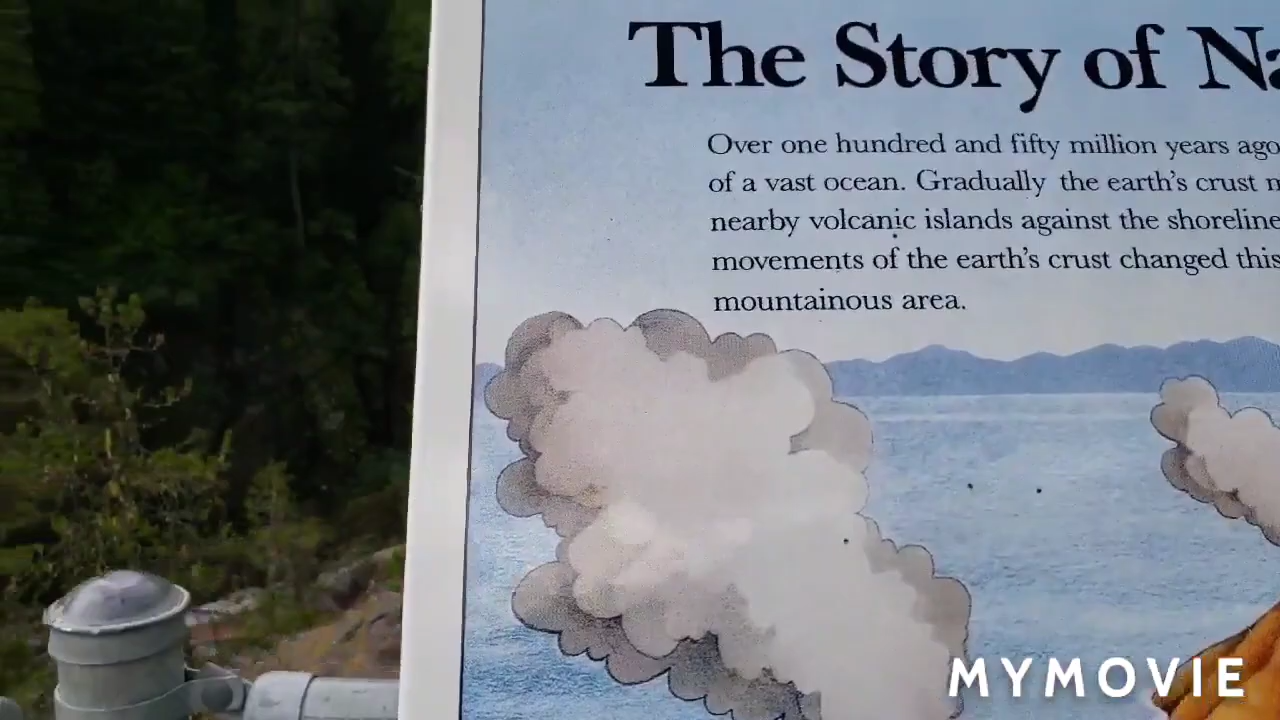 The Story of
Over one hundred and fifty million years ago
of a vast ocean. Gradually the earth's crust
nearby volcanic islands against the shoreline
movements of the earth's crust changed this
mountainous area.
MYMOVIE